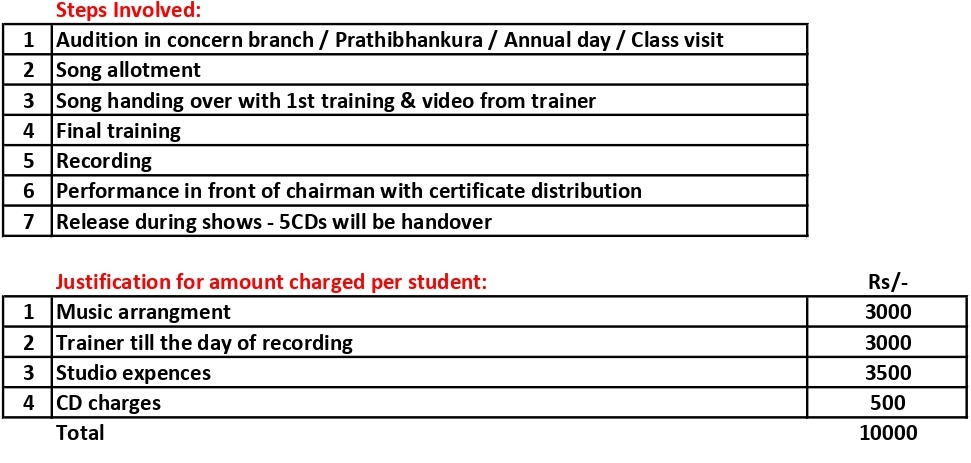 Steps Involved:
1 Audition in concern branch / Prathibhankura / Annual day / Class visit
2 Song allotment
3 Song handing over with 1st training & video from trainer
4 Final training
5 Recording
6 Performance in front of chairman with certificate distribution
7 Release during shows - 5CDs will be handover
Justification for amount charged per student: Rs/-
1 Music arrangment 3000
2 Trainer till the day of recording 3000
3 Studio expences 3500
4 CD charges 500
Total 10000